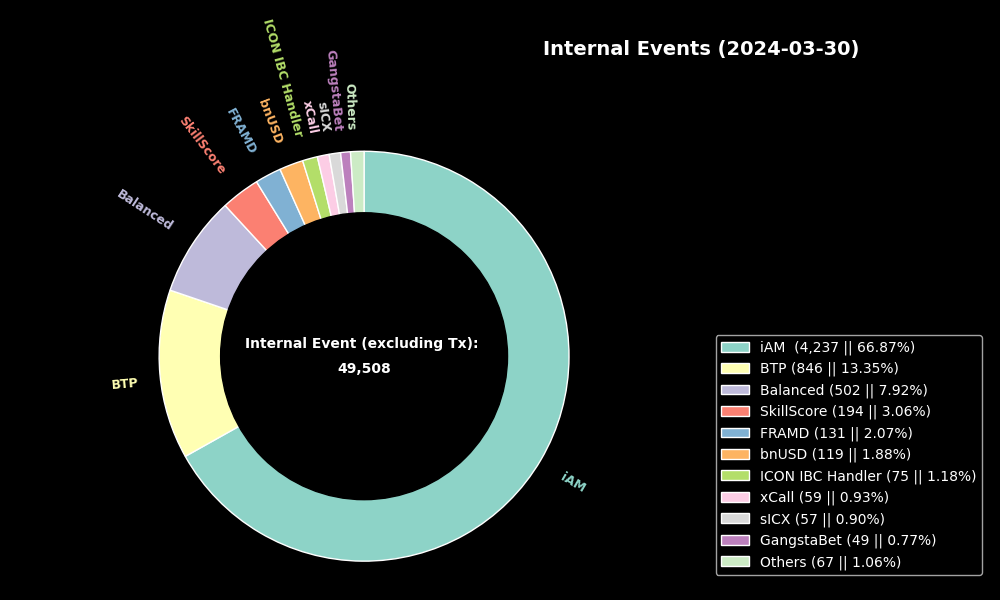 Internal Events (2024-03-30)
ICON IBC Handler
GangstaBet
Others
xCall
sICX
bnUSD
FRAMD
SkillScore
Balanced
BTP
iAM
Internal Event (excluding Tx):
49,508
iAM  (4,237 || 66.87%)
BTP (846 || 13.35%)
Balanced (502 || 7.92%)
SkillScore (194 || 3.06%)
FRAMD (131 || 2.07%)
bnUSD (119 || 1.88%)
ICON IBC Handler (75 || 1.18%)
xCall (59 || 0.93%)
sICX (57 || 0.90%)
GangstaBet (49 || 0.77%)
Others (67 || 1.06%)